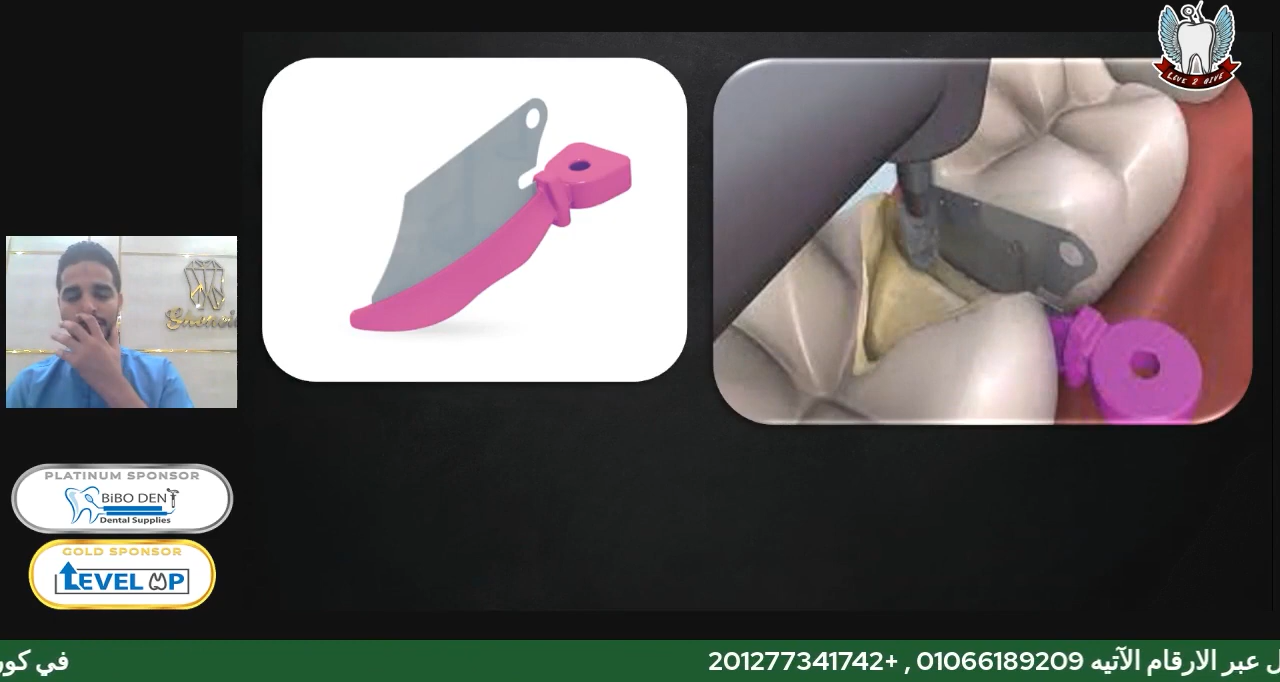 LIVE 2 GIVE
PLATINUM SPONSOR
BiBO DENT
Dental Supplies
GOLD SPONSOR
LEVEL UP
عبر الارقام الآتيه 01066189209 , +201277341742
في